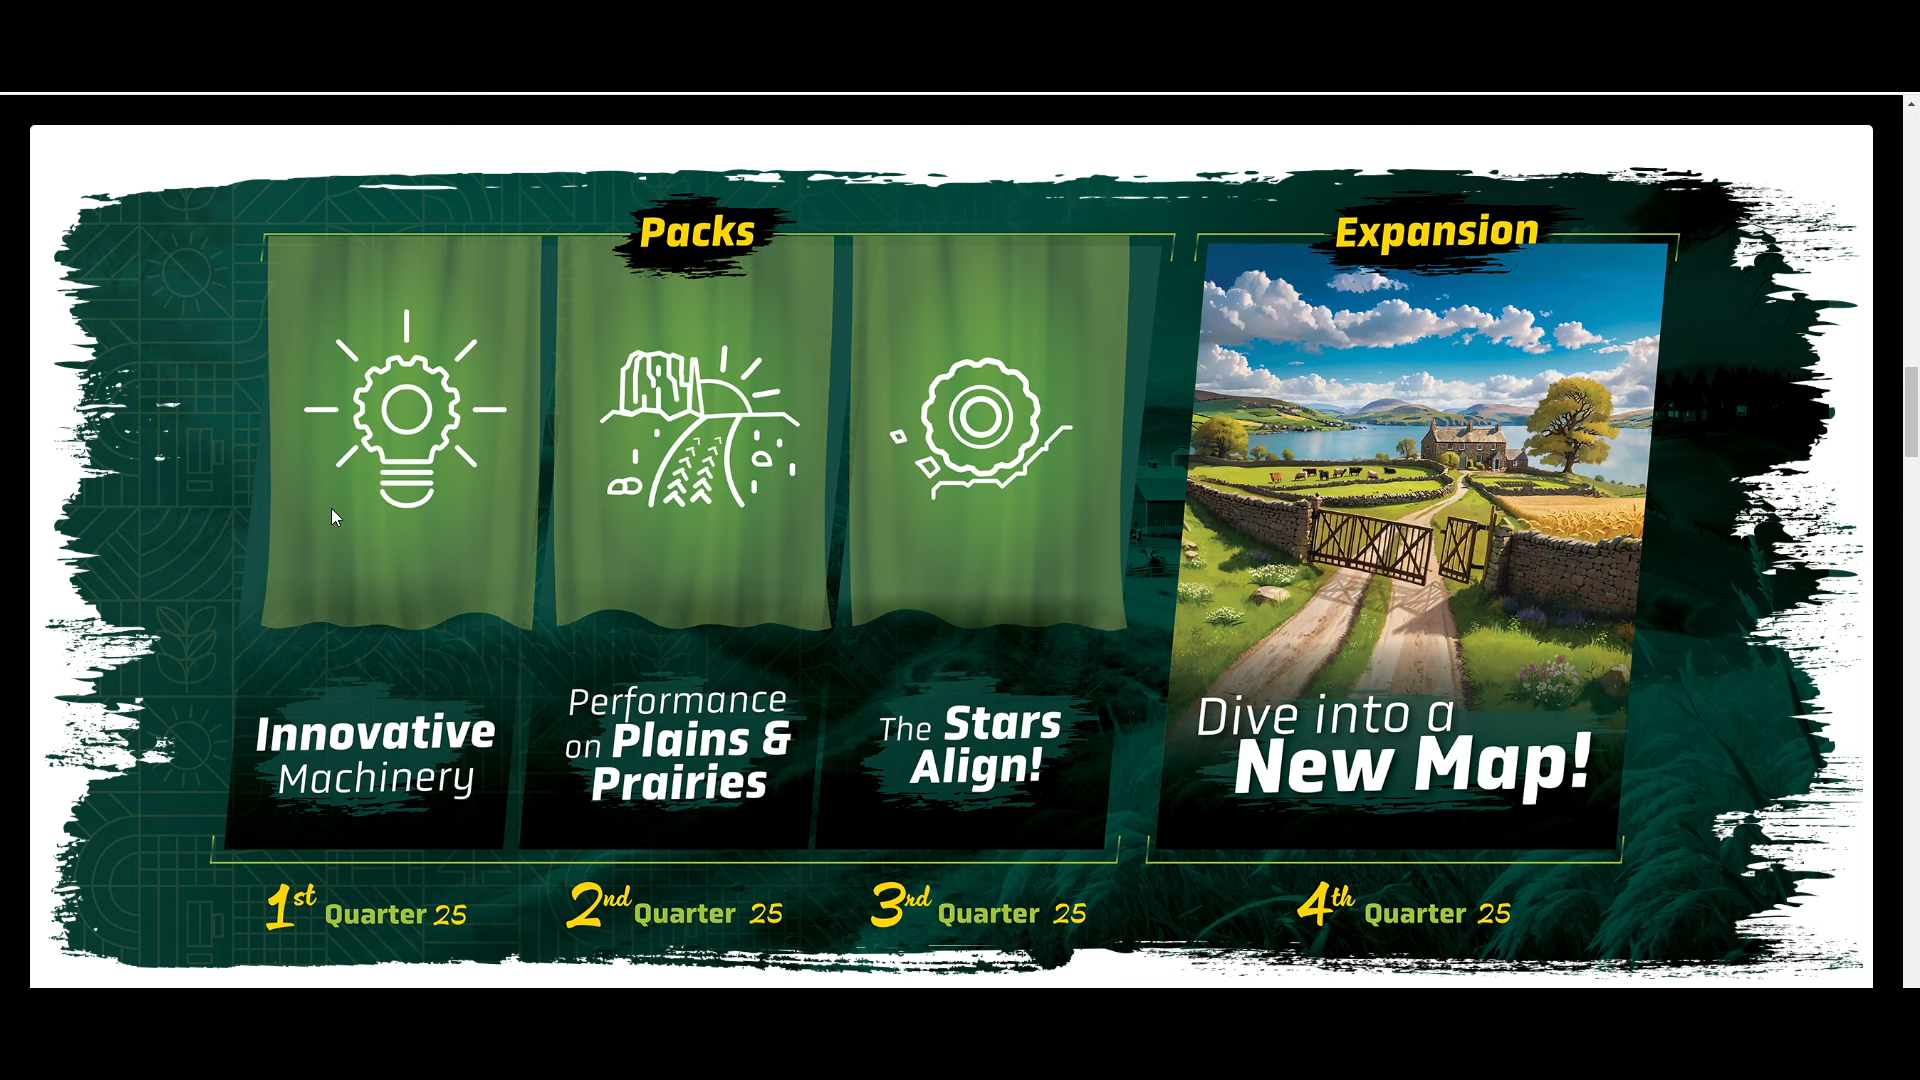 Packs
Expansion
Innovative
Machinery
Performance
on Plains &
Prairies
The Stars
Align!
Dive into a
New Map!
1st Quarter 25
2nd Quarter 25
3rd Quarter 25
4th Quarter 25